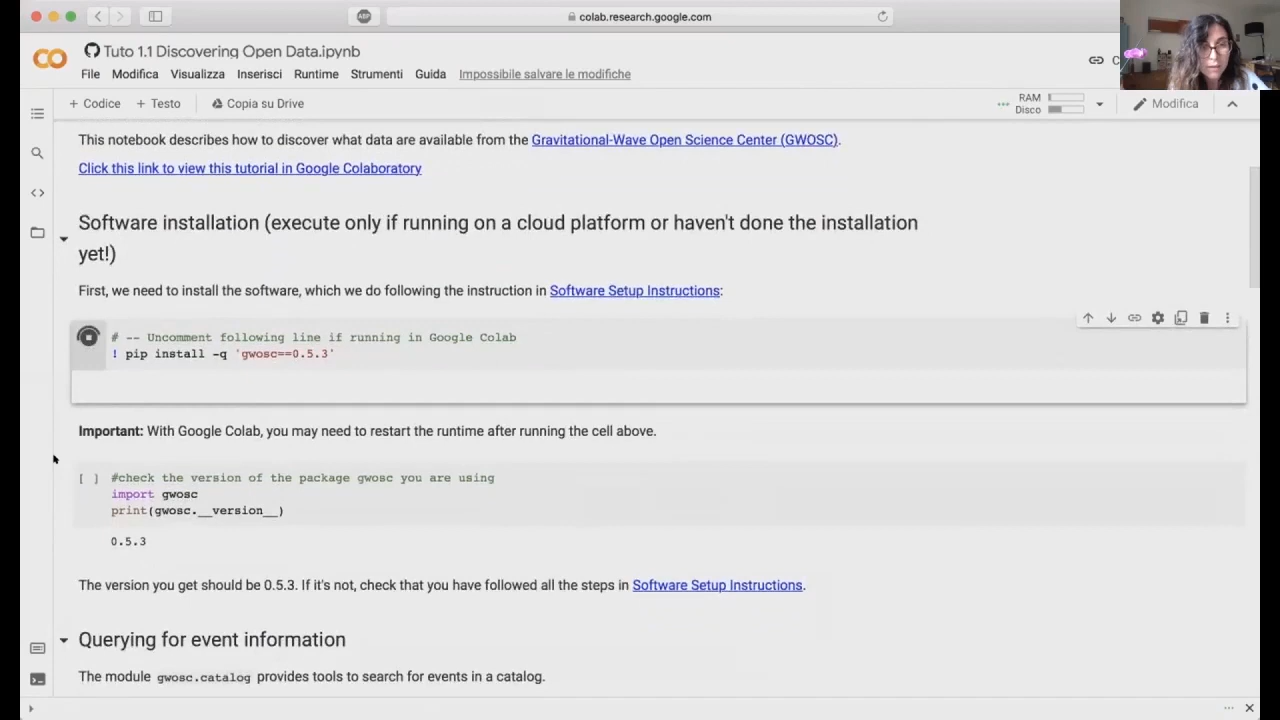 ABP
colab.research.google.com
CO
Tuto 1.1 Discovering Open Data.ipynb
File Modifica Visualizza Inserisci Runtime Strumenti Guida Impossibile salvare le modifiche
+ Codice + Testo Copia su Drive
RAM
Disco
Modifica
This notebook describes how to discover what data are available from the Gravitational-Wave Open Science Center (GWOSC).
Click this link to view this tutorial in Google Colaboratory
Software installation (execute only if running on a cloud platform or haven't done the installation
yet!)
First, we need to install the software, which we do following the instruction in Software Setup Instructions:
# -- Uncomment following line if running in Google Colab
! pip install -q 'gwosc==0.5.3'
Important: With Google Colab, you may need to restart the runtime after running the cell above.
[ ] #check the version of the package gwosc you are using
import gwosc
print(gwosc.__version__)
0.5.3
The version you get should be 0.5.3. If it's not, check that you have followed all the steps in Software Setup Instructions.
Querying for event information
The module gwosc.catalog provides tools to search for events in a catalog.